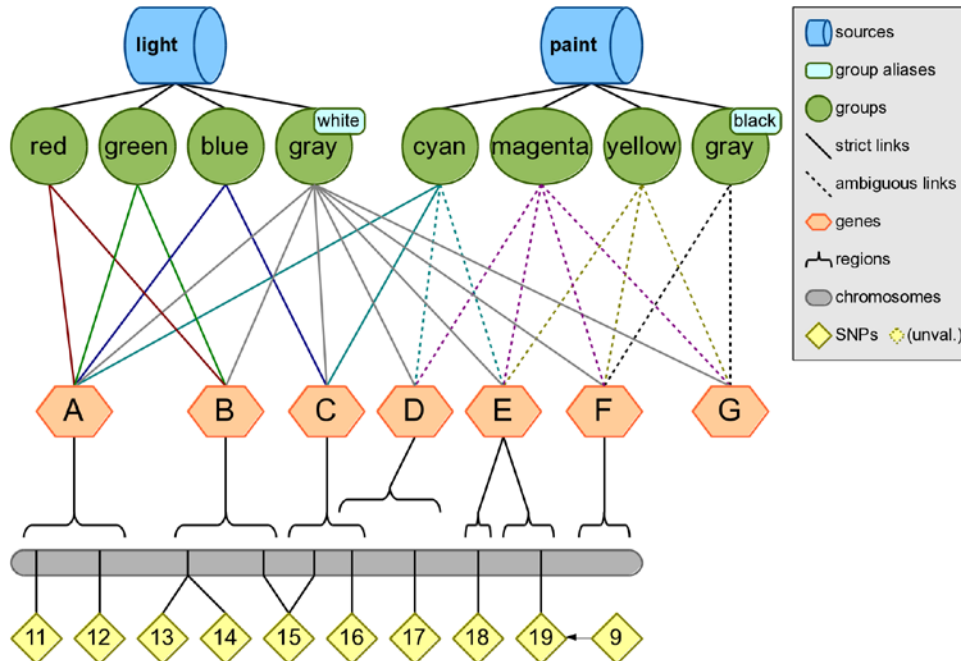 light
paint
sources
group aliases
groups
strict links
ambiguous links
genes
regions
chromosomes
SNPs (unval.)
white
black
red green blue gray cyan magenta yellow gray
A B C D E F G
11 12 13 14 15 16 17 18 19 9